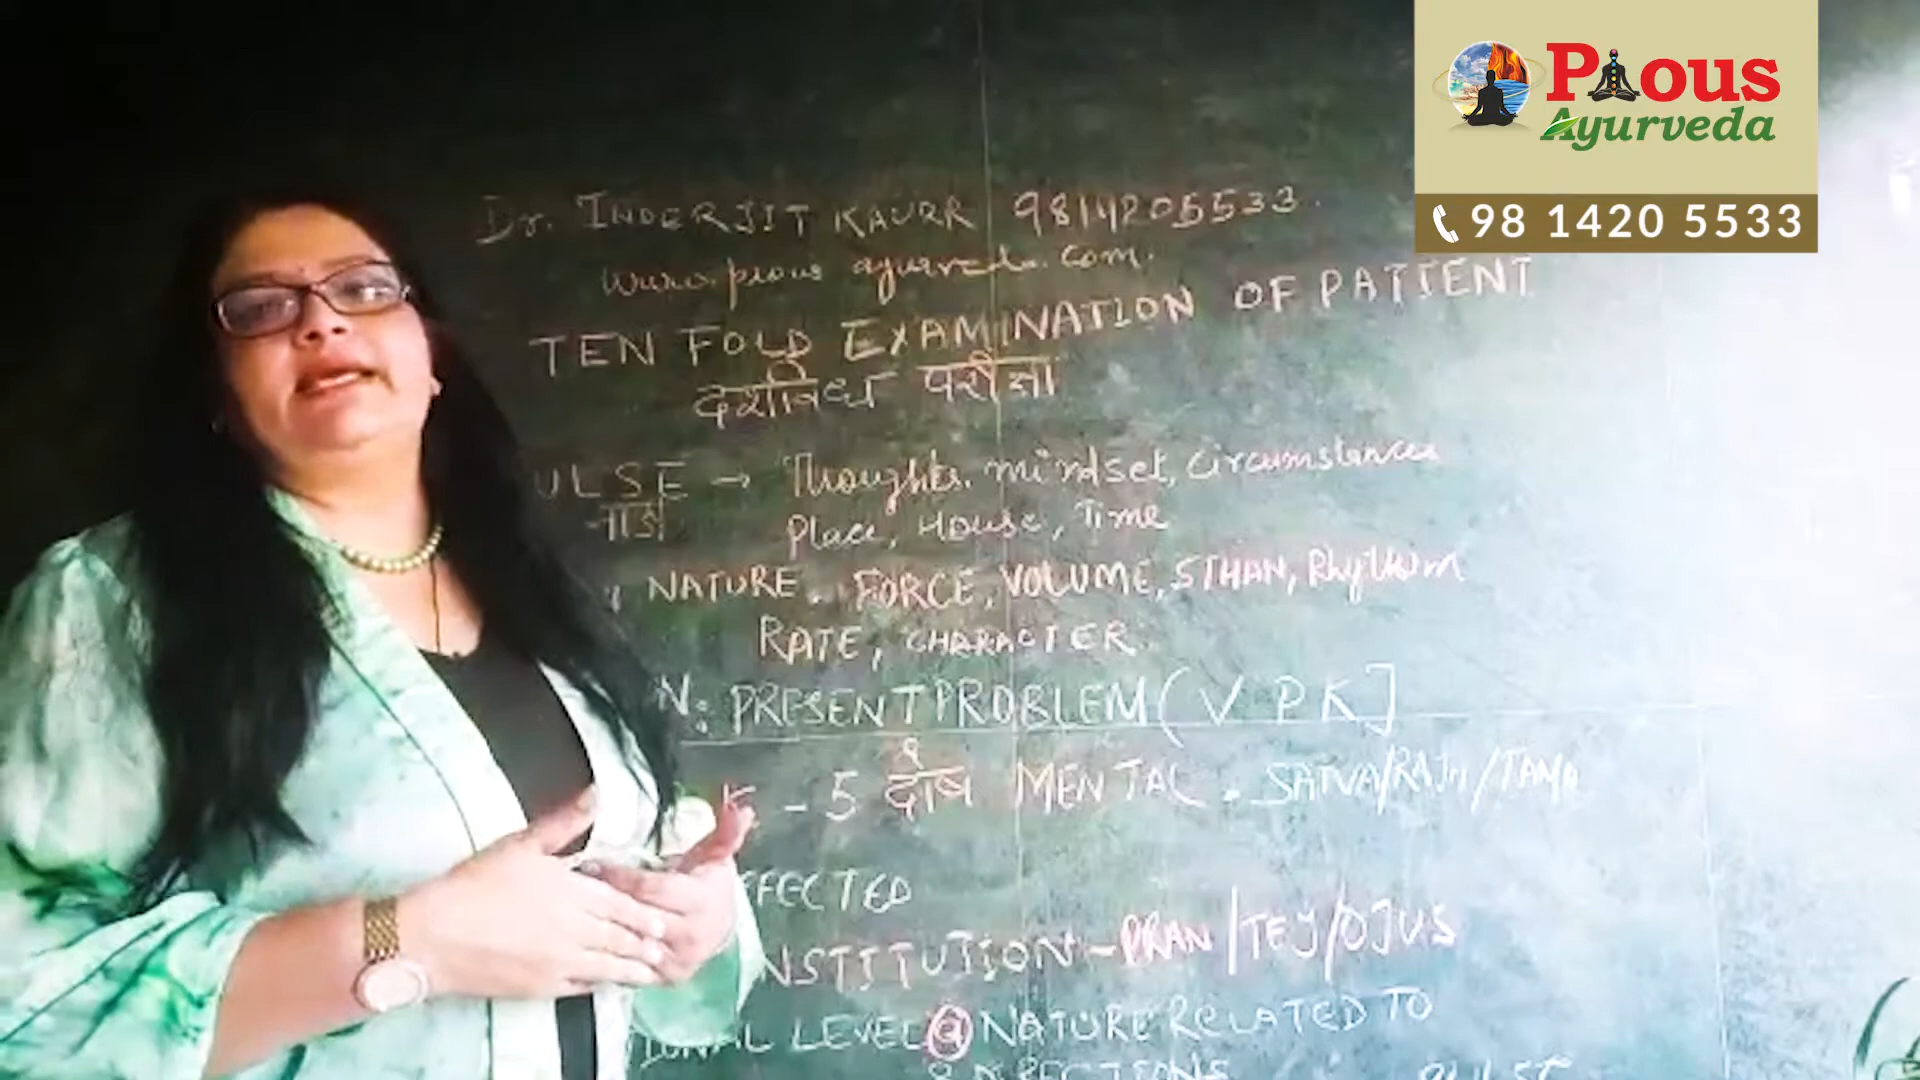 Pious
Ayurveda
98 1420 5533
Dr. INDERJIT KAURR 9814205533.
www.pious ayurveda.com.
TEN FOLD EXAMINATION OF PATIENT
दशविध परीक्षा
ULSE → Thoughts, mindset, Circumstances
नाडी Place, House, Time
NATURE. FORCE, VOLUME, STHAN, Rhythm
RATE, CHARACTER
N: PRESENT PROBLEM (V P K]
- 5 दोष MENTAL. SATVA/RAJA/TAMA
FFECTED
NSTITUTION - PRAN/TEJ/OJUS
IONAL LEVEL @ NATURE RELATED TO